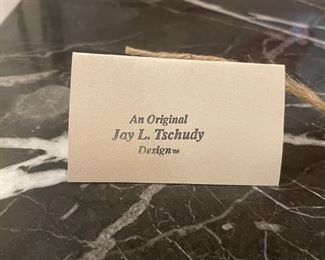 An Original
Jay L. Tschudy
Design™